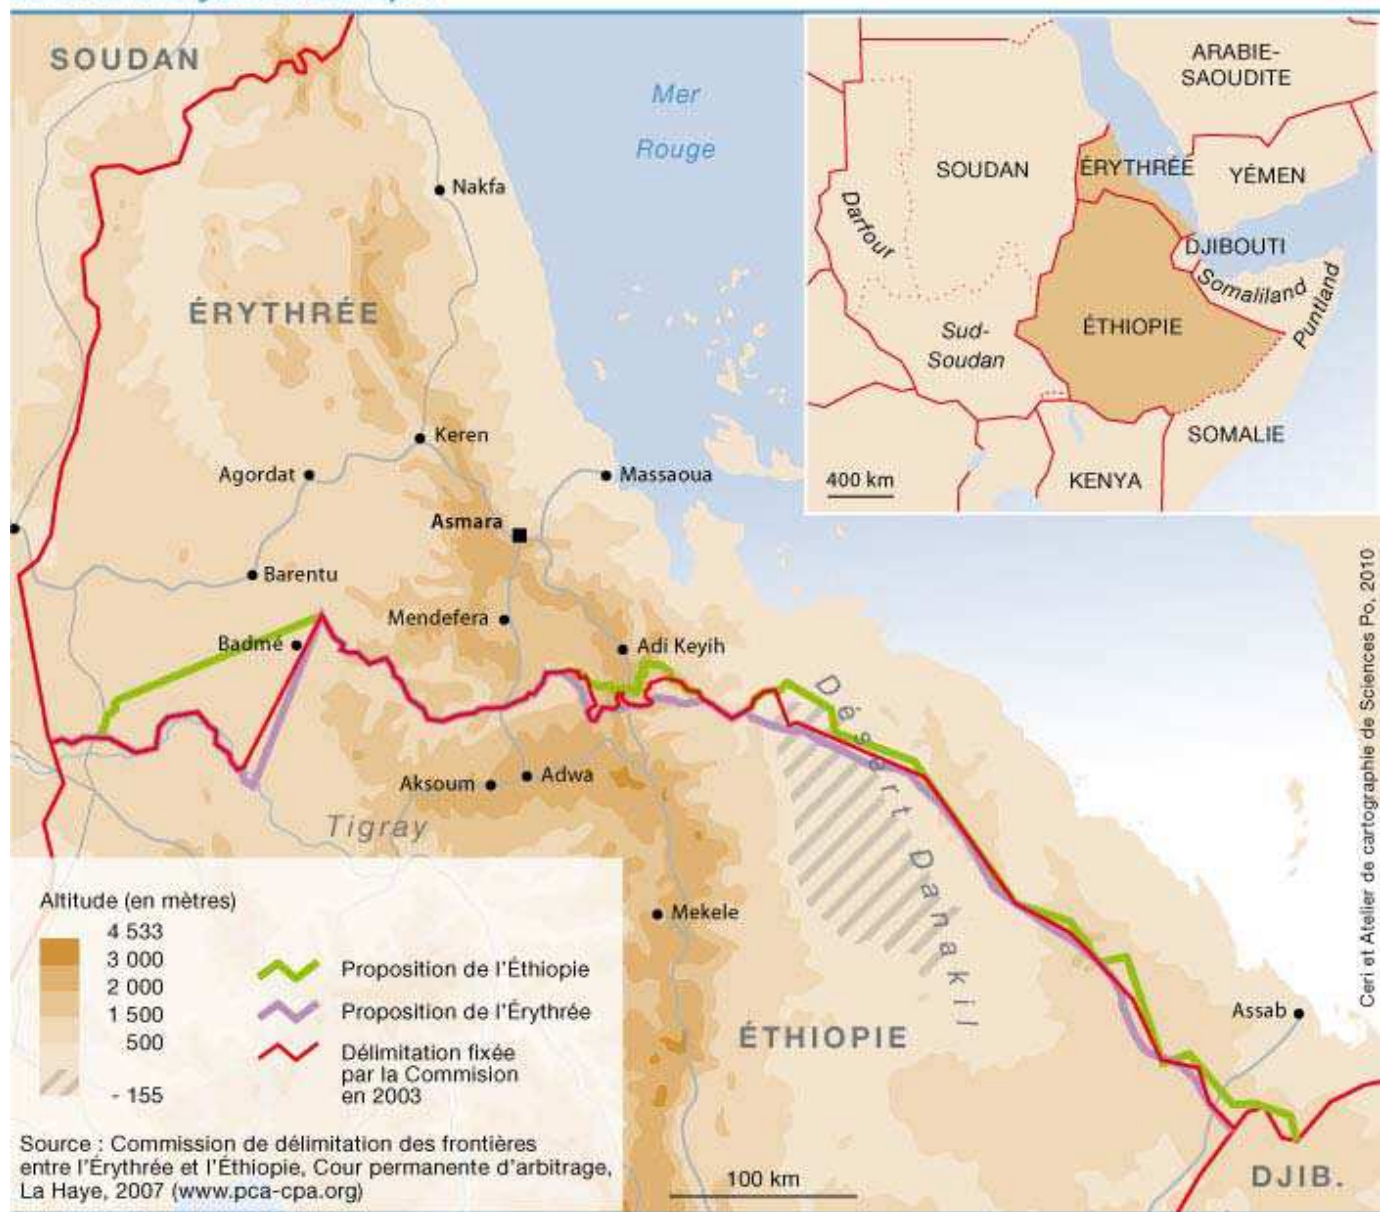 SOUDAN
Mer
Rouge
Nakfa
ÉRYTHRÉE
Keren
Agordat
Massaoua
Asmara
Barentu
Mendefera
Badmé
Adi Keyih
Désert Danakil
Aksoum
Adwa
Tigray
Mekele
ÉTHIOPIE
Assab
DJIB.
100 km
ARABIE-
SAOUDITE
SOUDAN
ÉRYTHRÉE
YÉMEN
Darfour
DJIBOUTI
Somaliland
Puntland
ÉTHIOPIE
Sud-
Soudan
SOMALIE
KENYA
400 km
Altitude (en mètres)
4 533
3 000
2 000
1 500
500
- 155
Proposition de l'Éthiopie
Proposition de l'Érythrée
Délimitation fixée
par la Commision
en 2003
Source : Commission de délimitation des frontières
entre l'Érythrée et l'Éthiopie, Cour permanente d'arbitrage,
La Haye, 2007 (www.pca-cpa.org)
Ceri et Atelier de cartographie de Sciences Po, 2010